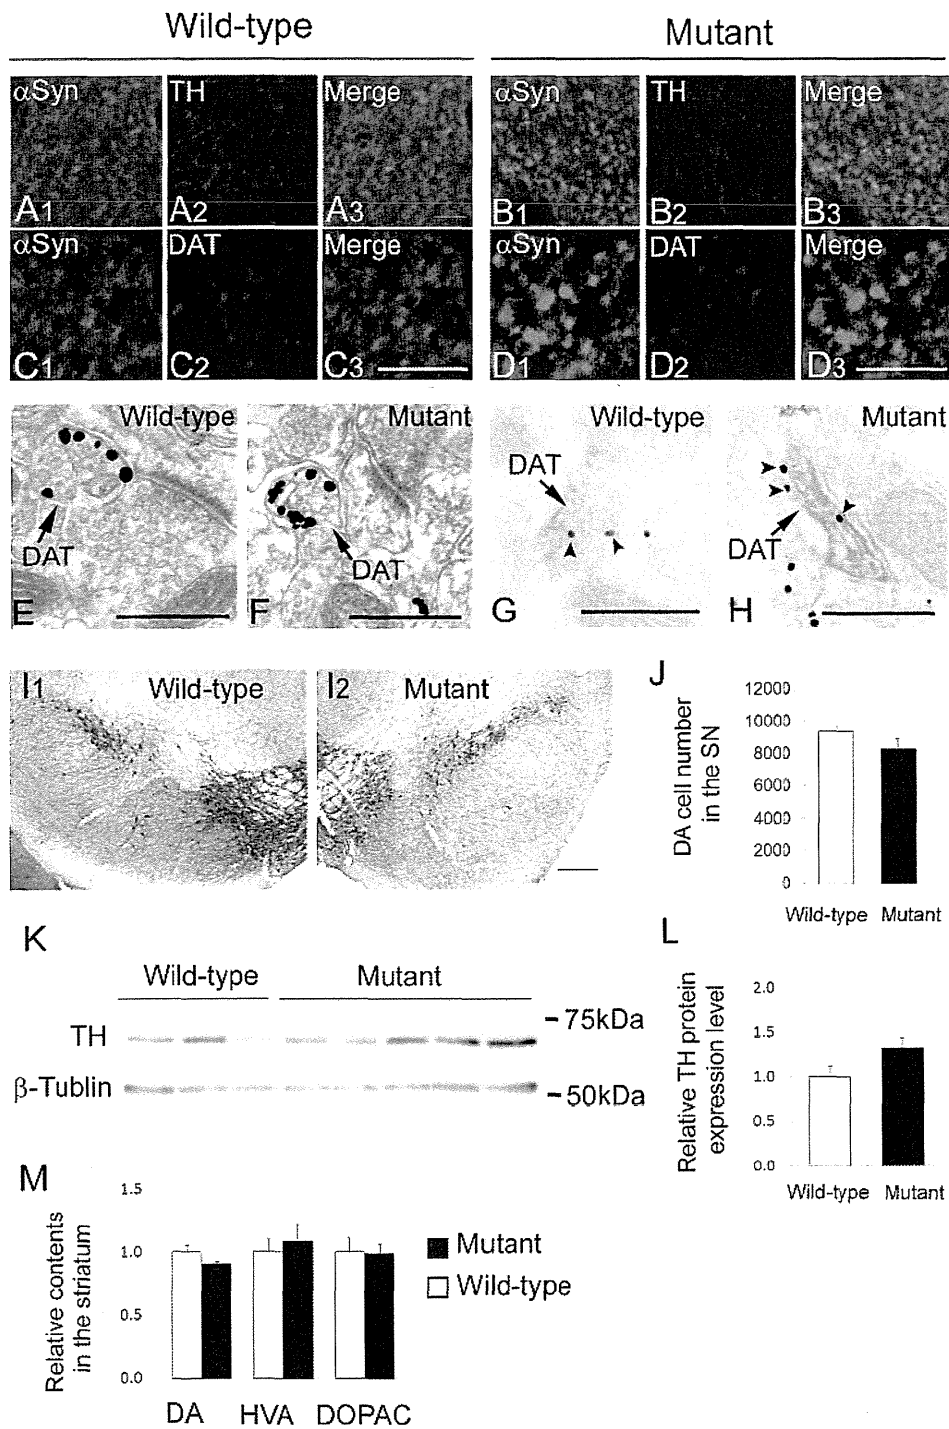 Wild-type Mutant
αSyn TH Merge αSyn TH Merge
A1 A2 A3 B1 B2 B3
αSyn DAT Merge αSyn DAT Merge
C1 C2 C3 D1 D2 D3
Wild-type Mutant Wild-type Mutant
DAT DAT DAT DAT
E F G H
I1 Wild-type I2 Mutant
J
DA cell number
in the SN
12000
10000
8000
6000
4000
2000
0
Wild-type Mutant
K
Wild-type Mutant
TH
β-Tublin
75kDa
50kDa
L
Relative TH protein
expression level
2.0
1.5
1.0
0.5
0.0
Wild-type Mutant
M
Relative contents
in the striatum
1.5
1.0
0.5
0.0
DA HVA DOPAC
Mutant
Wild-type